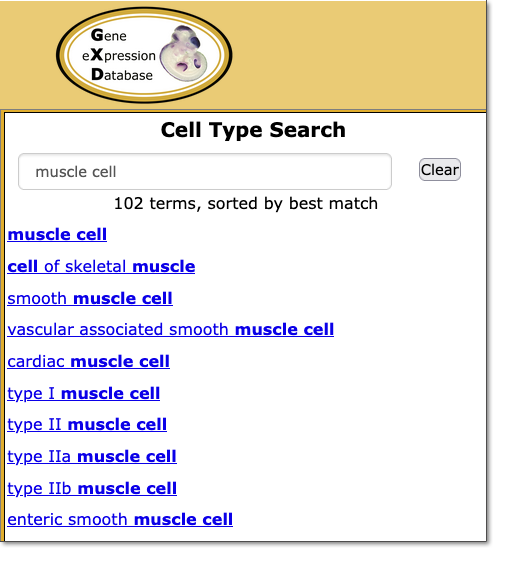 Gene
eXpression
Database
Cell Type Search
muscle cell
Clear
102 terms, sorted by best match
muscle cell
cell of skeletal muscle
smooth muscle cell
vascular associated smooth muscle cell
cardiac muscle cell
type I muscle cell
type II muscle cell
type IIa muscle cell
type IIb muscle cell
enteric smooth muscle cell